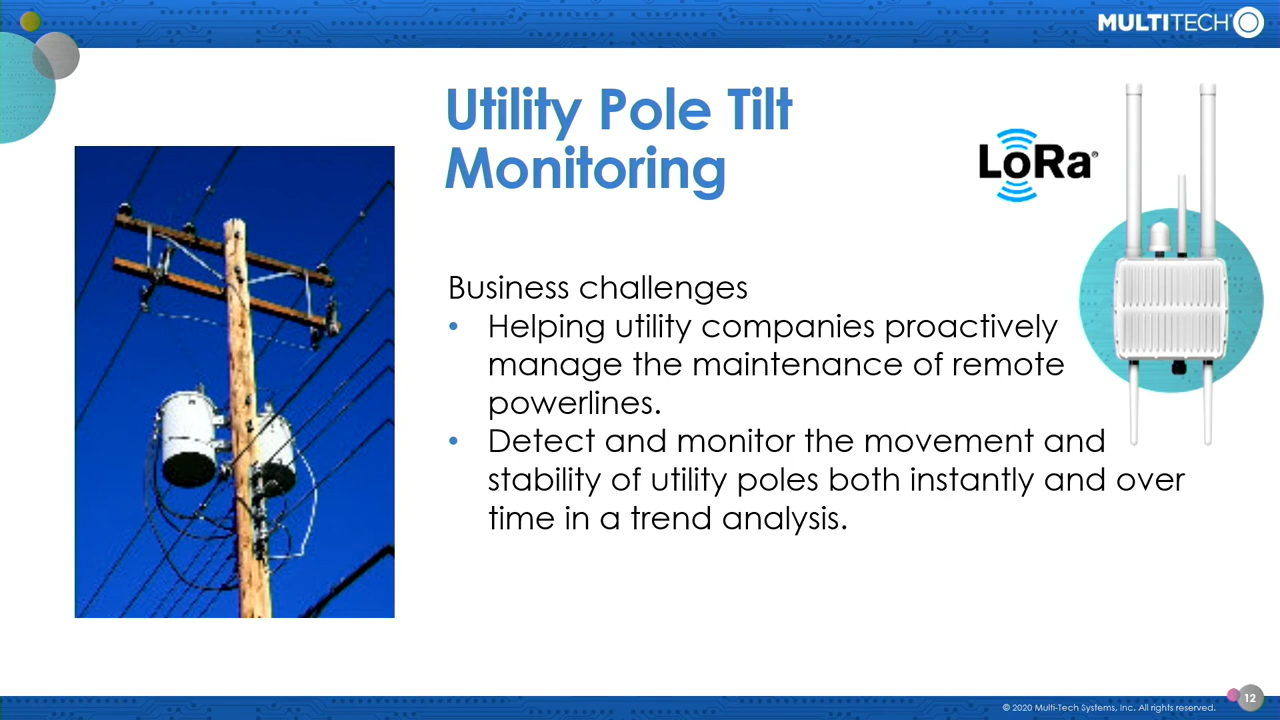 MULTITECH
Utility Pole Tilt
Monitoring
LoRa®
Business challenges
• Helping utility companies proactively
manage the maintenance of remote
powerlines.
• Detect and monitor the movement and
stability of utility poles both instantly and over
time in a trend analysis.
12
© 2020 Multi-Tech Systems, Inc. All rights reserved.